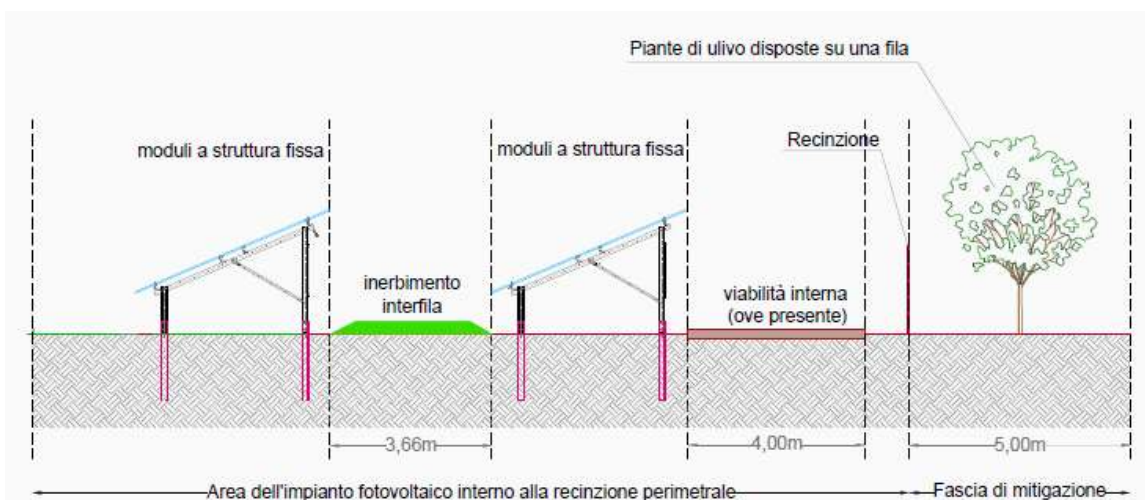 Piante di ulivo disposte su una fila
Recinzione
moduli a struttura fissa
moduli a struttura fissa
inerbimento
interfila
viabilità interna
(ove presente)
3,66m
4,00m
5,00m
Area dell'impianto fotovoltaico interno alla recinzione perimetrale
Fascia di mitigazione